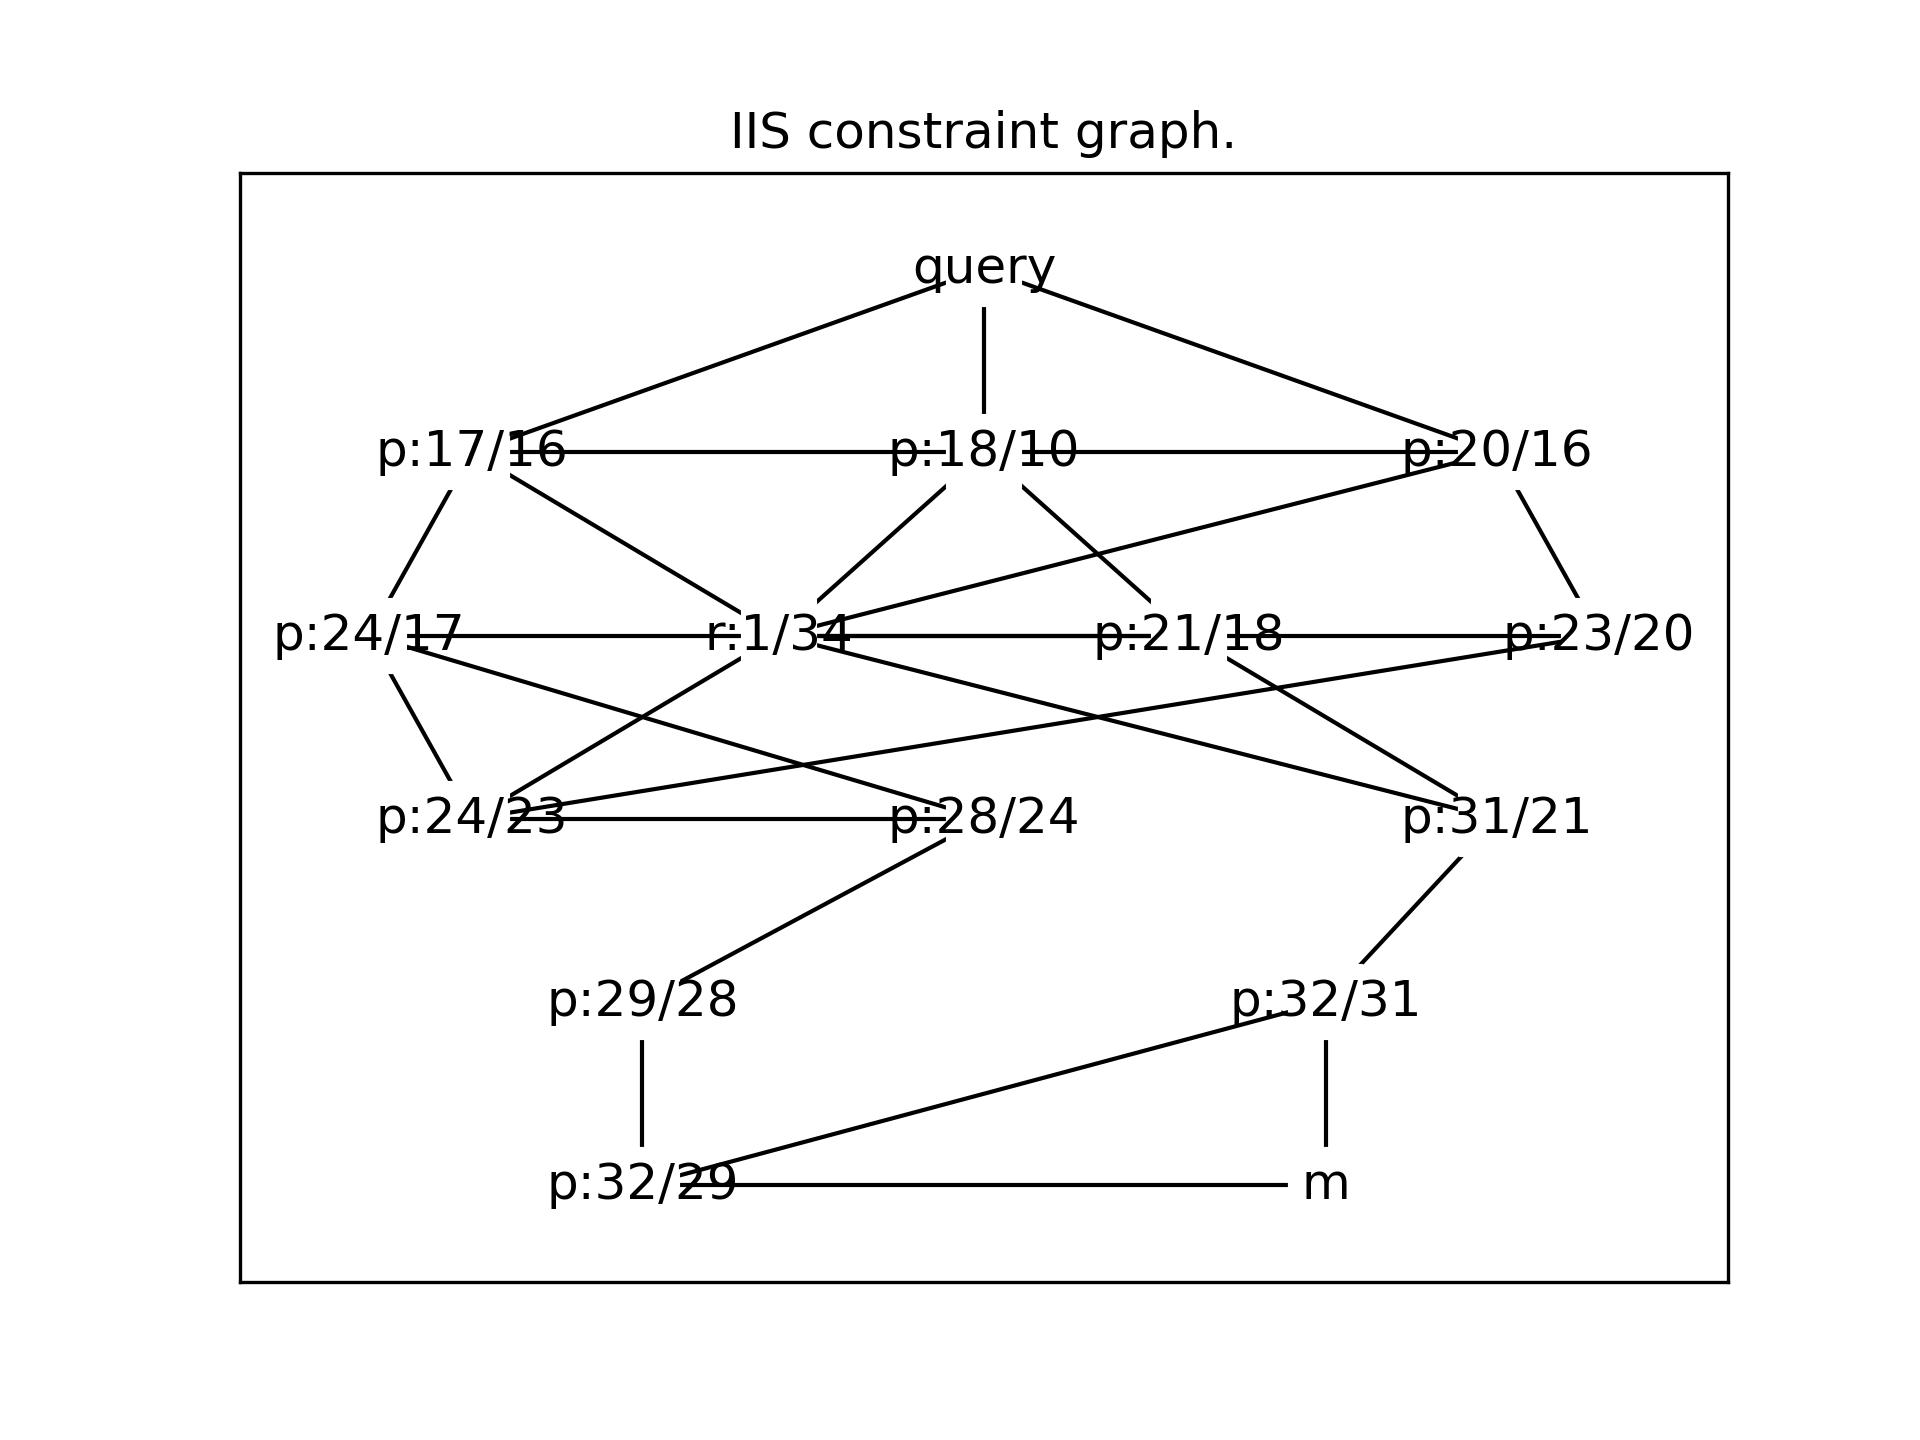 IIS constraint graph.
query
p:17/16 p:18/10 p:20/16
p:24/17 r:1/34 p:21/18 p:23/20
p:24/23 p:28/24 p:31/21
p:29/28 p:32/31
p:32/29 m